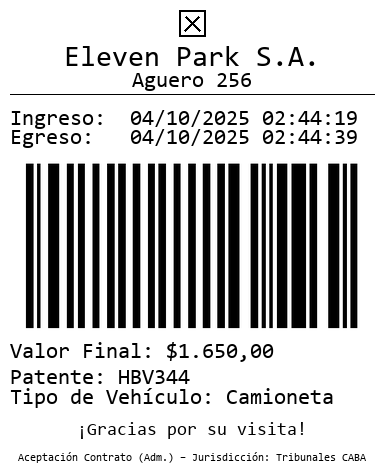 Eleven Park S.A.
Aguero 256
Ingreso: 04/10/2025 02:44:19
Egreso: 04/10/2025 02:44:39
Valor Final: $1.650,00
Patente: HBV344
Tipo de Vehículo: Camioneta
¡Gracias por su visita!
Aceptación Contrato (Adm.) – Jurisdicción: Tribunales CABA